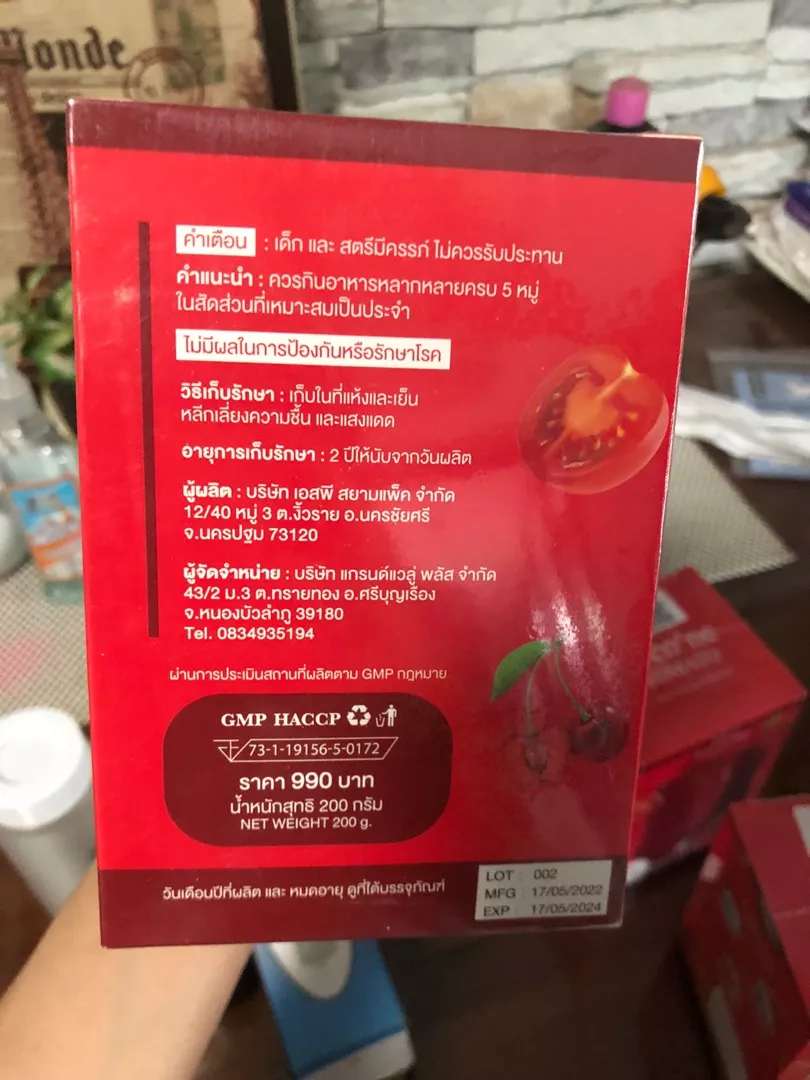 Monde
คำเตือน : เด็ก และ สตรีมีครรภ์ ไม่ควรรับประทาน
คำแนะนำ : ควรกินอาหารหลากหลายครบ 5 หมู่
ในสัดส่วนที่เหมาะสมเป็นประจำ
ไม่มีผลในการป้องกันหรือรักษาโรค
วิธีเก็บรักษา : เก็บในที่แห้งและเย็น
หลีกเลี่ยงความชื้น และแสงแดด
อายุการเก็บรักษา : 2 ปีให้นับจากวันผลิต
ผู้ผลิต : บริษัท เอสพี สยามแพ็ค จำกัด
12/40 หมู่ 3 ต.งิ้วราย อ.นครชัยศรี
จ.นครปฐม 73120
ผู้จัดจำหน่าย : บริษัท แกรนด์แวลู่ พลัส จำกัด
43/2 ม.3 ต.ทรายทอง อ.ศรีบุญเรือง
จ.หนองบัวลำภู 39180
Tel. 0834935194
ผ่านการประเมินสถานที่ผลิตตาม GMP กฎหมาย
GMP HACCP
73-1-19156-5-0172
ราคา 990 บาท
น้ำหนักสุทธิ 200 กรัม
NET WEIGHT 200 g.
วันเดือนปีที่ผลิต และ หมดอายุ ดูที่ใต้บรรจุภัณฑ์
LOT : 002
MFG : 17/05/2022
EXP : 17/05/2024